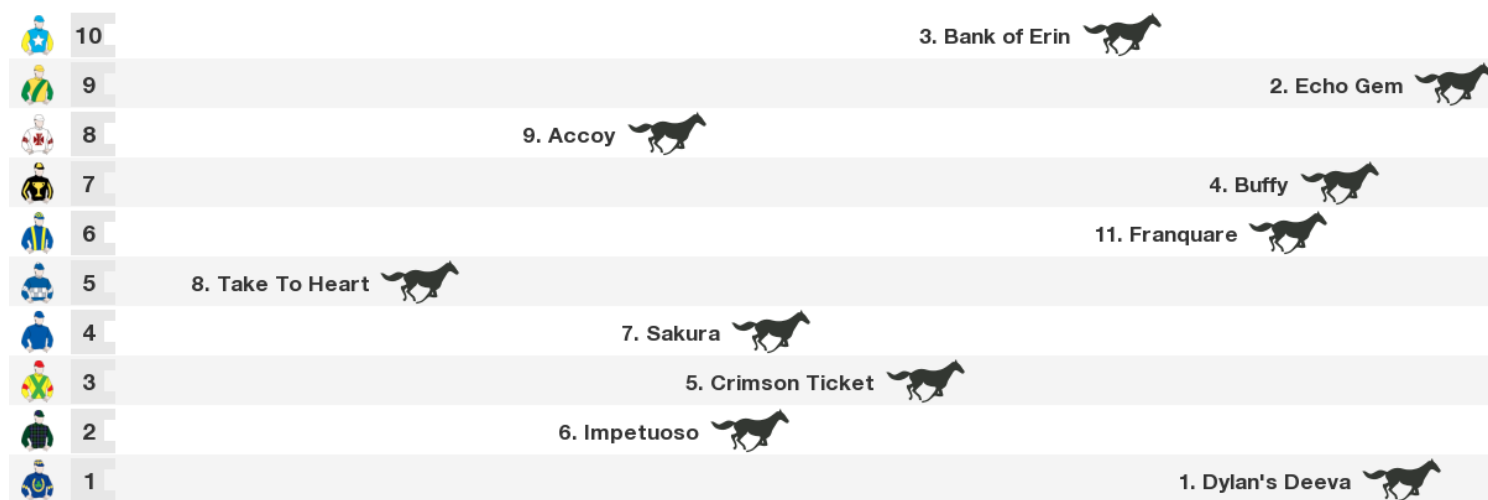 10 3. Bank of Erin
9 2. Echo Gem
8 9. Accoy
7 4. Buffy
6 11. Franquare
5 8. Take To Heart
4 7. Sakura
3 5. Crimson Ticket
2 6. Impetuoso
1 1. Dylan's Deeva